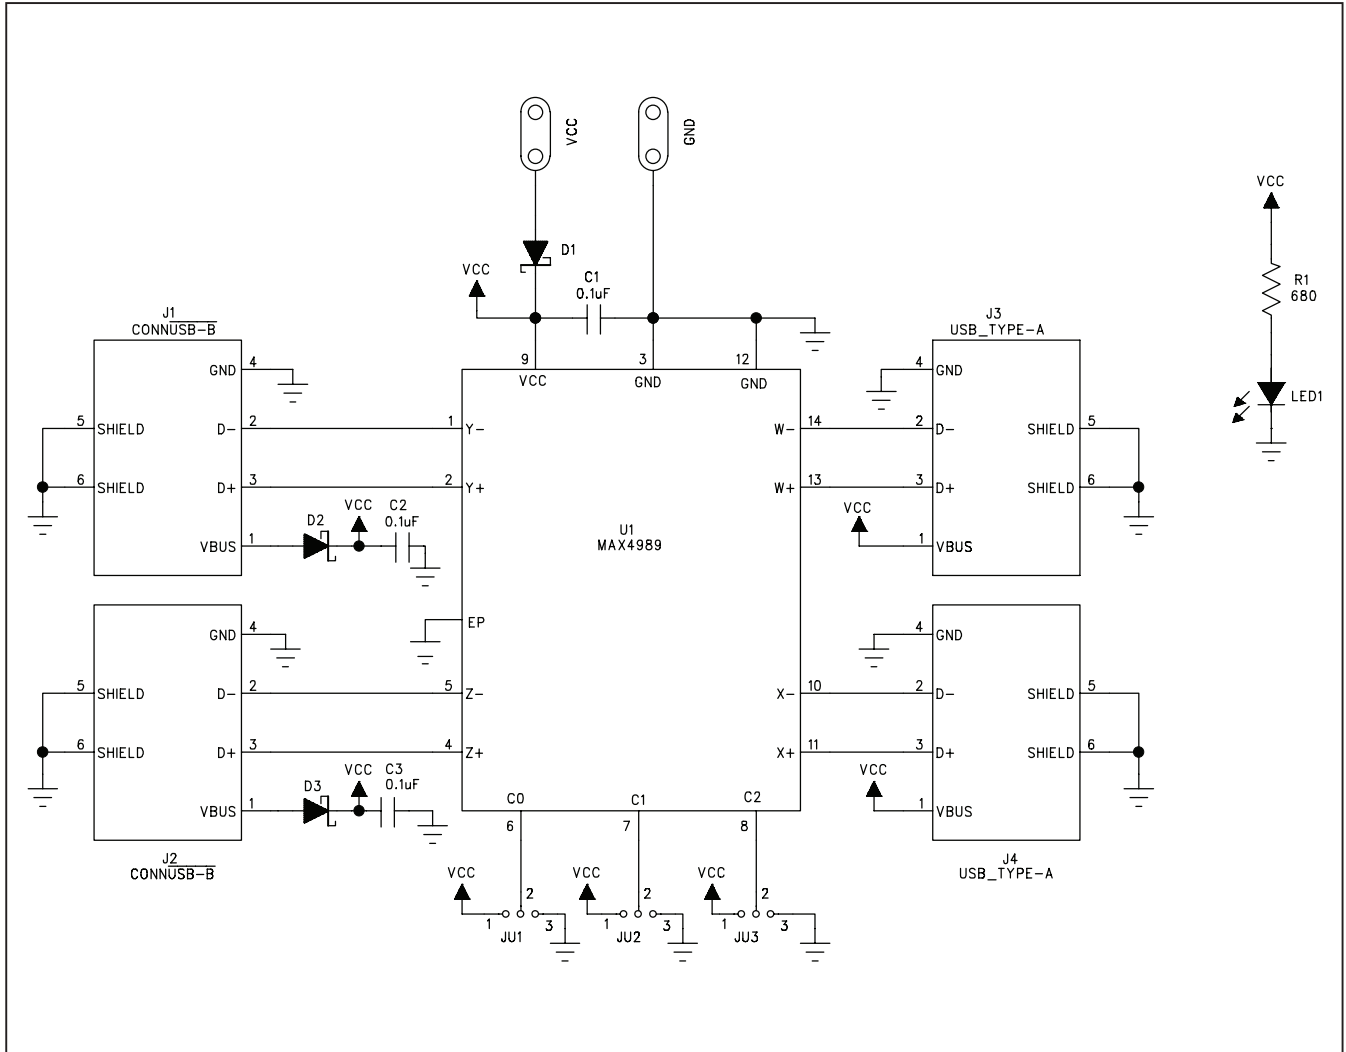 VCC
GND
VCC
D1
C1
0.1uF
VCC
R1
680
LED1
J1
CONNUSB-B
4
GND
5
SHIELD
D-
2
6
SHIELD
D+
3
VBUS
1
D2
VCC
C2
0.1uF
9
VCC
3
GND
12
GND
1
Y-
2
Y+
U1
MAX4989
EP
5
Z-
4
Z+
14
W-
13
W+
10
X-
11
X+
C0
6
C1
7
C2
8
J3
USB_TYPE-A
4
GND
2
D-
SHIELD
5
3
D+
SHIELD
6
VCC
1
VBUS
4
GND
5
SHIELD
D-
2
6
SHIELD
D+
3
VBUS
1
D3
VCC
C3
0.1uF
J2
CONNUSB-B
4
GND
2
D-
SHIELD
5
3
D+
SHIELD
6
VCC
1
VBUS
J4
USB_TYPE-A
VCC
2
1
3
JU1
VCC
2
1
3
JU2
VCC
2
1
3
JU3